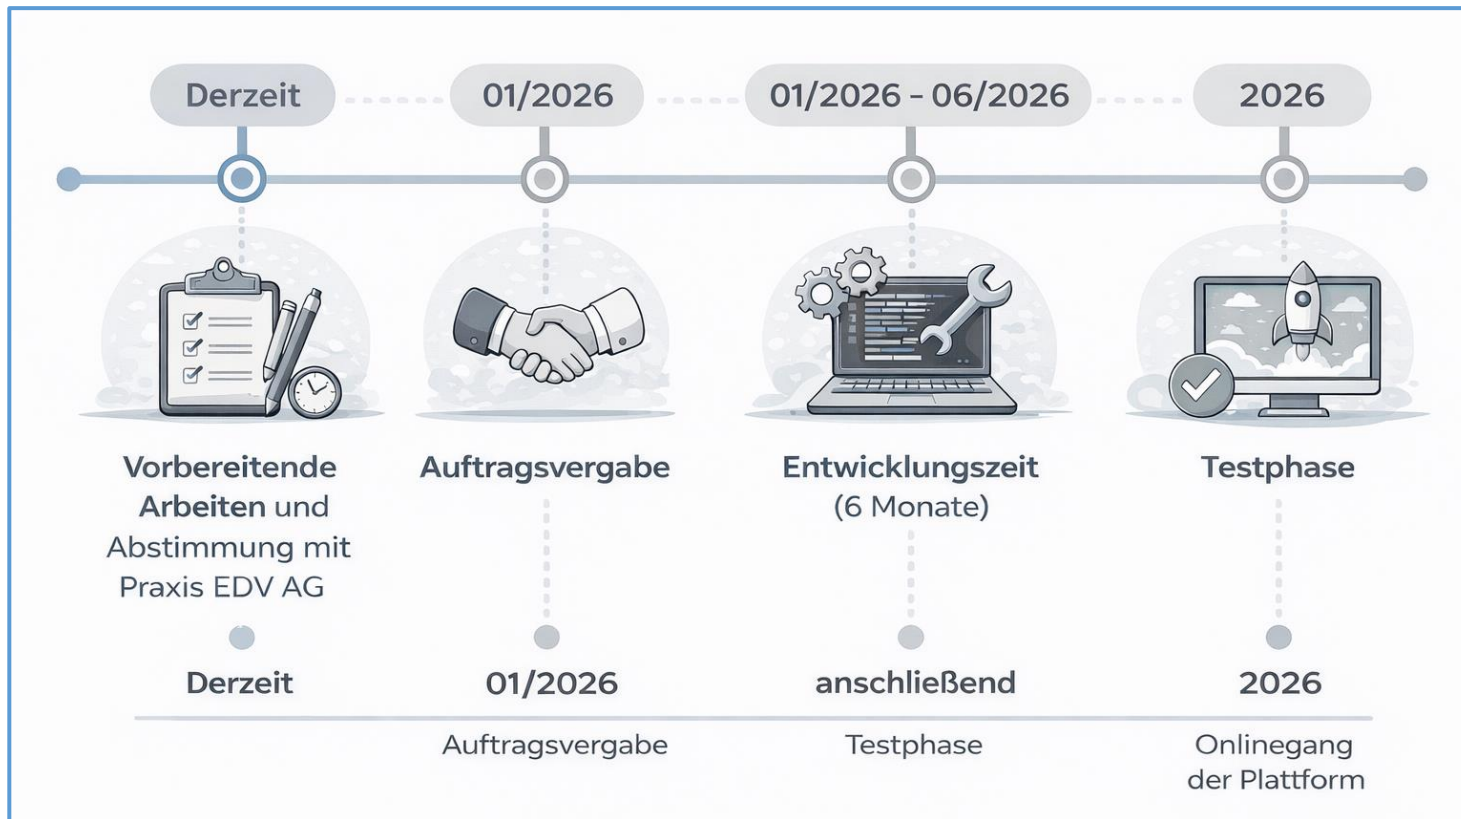 Derzeit
01/2026
01/2026 - 06/2026
2026
Vorbereitende
Arbeiten und
Abstimmung mit
Praxis EDV AG
Auftragsvergabe
Entwicklungszeit
(6 Monate)
Testphase
Derzeit
01/2026
anschließend
2026
Auftragsvergabe
Testphase
Onlinegang
der Plattform